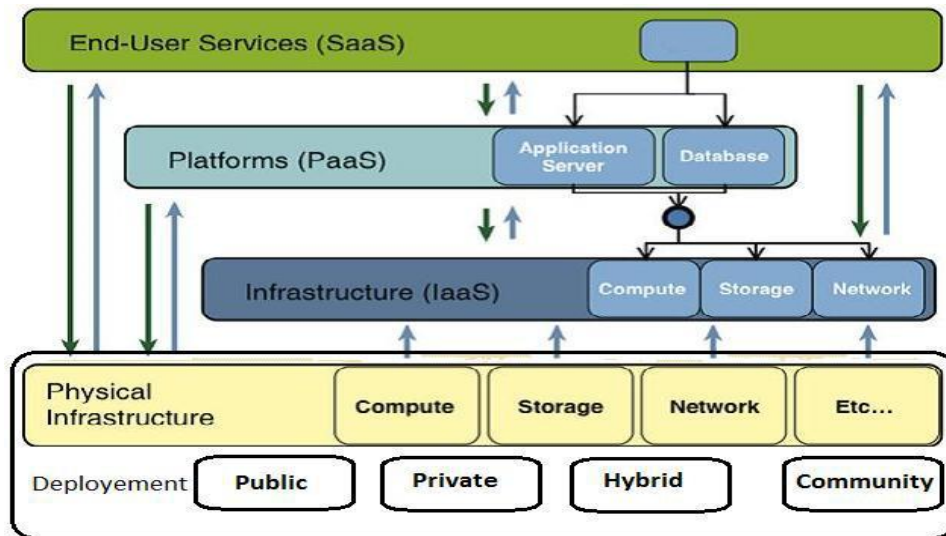 End-User Services (SaaS)
Platforms (PaaS)
Application
Server
Database
Infrastructure (IaaS)
Compute
Storage
Network
Physical
Infrastructure
Compute
Storage
Network
Etc...
Deployement
Public
Private
Hybrid
Community